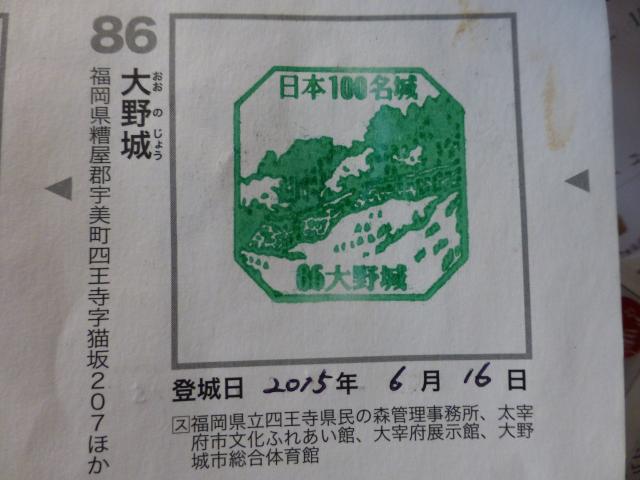 86
大野城
おお の じょう
福岡県糟屋郡宇美町四王寺字猫坂207ほか
日本100名城
86大野城
登城日 2015年 6月 16日
ス福岡県立四王寺県民の森管理事務所、太宰
府市文化ふれあい館、大宰府展示館、大野
城市総合体育館